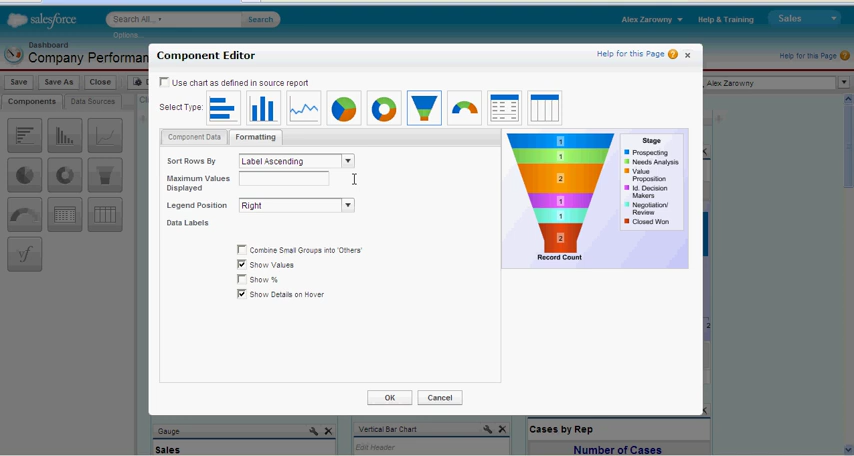 salesforce
Search All...
Search
Options...
Alex Zarowny
Help & Training
Sales
Dashboard
Company Performan
Help for this Page
Save
Save As
Close
Alex Zarowny
Components
Data Sources
Component Editor
Help for this Page
Use chart as defined in source report
Select Type:
Component Data
Formatting
Sort Rows By
Label Ascending
Maximum Values
Displayed
Legend Position
Right
Data Labels
Combine Small Groups into 'Others'
Show Values
Show %
Show Details on Hover
1
1
2
1
1
2
Record Count
Stage
Prospecting
Needs Analysis
Value
Proposition
Id. Decision
Makers
Negotiation/
Review
Closed Won
OK
Cancel
2
Gauge
Sales
Vertical Bar Chart
Edit Header
Cases by Rep
Number of Cases